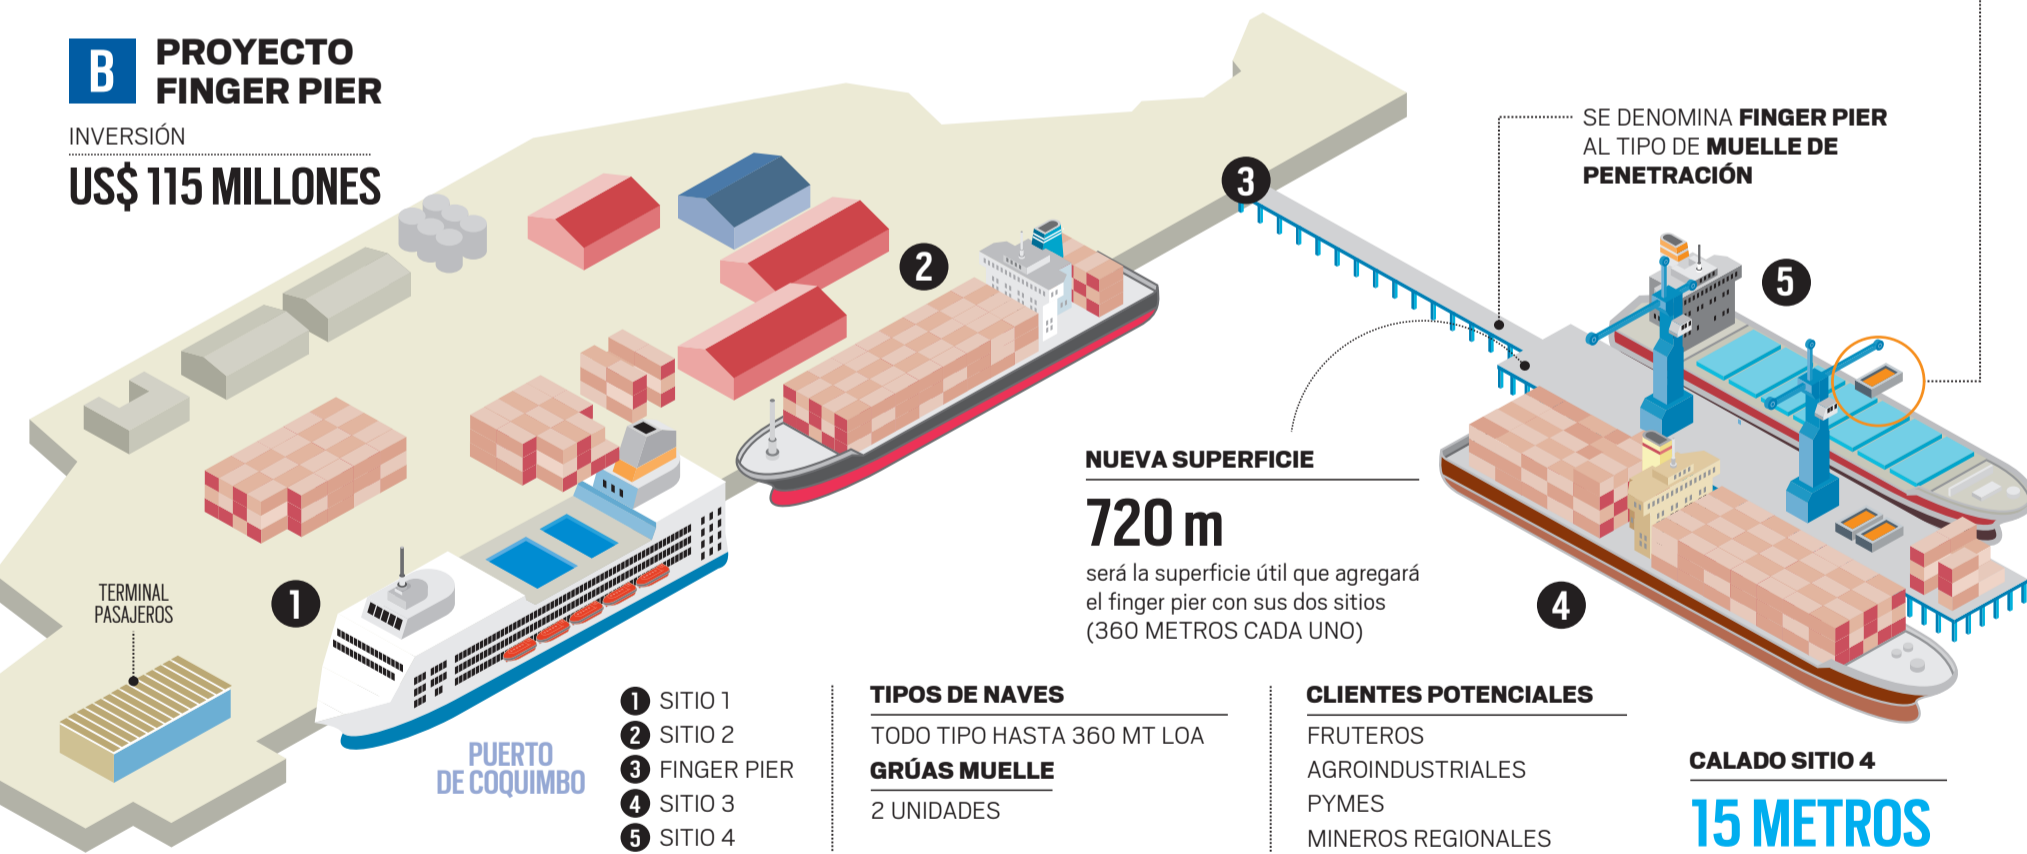 B
PROYECTO
FINGER PIER
INVERSIÓN
US$ 115 MILLONES
SE DENOMINA FINGER PIER
AL TIPO DE MUELLE DE
PENETRACIÓN
3
2
5
NUEVA SUPERFICIE
720 m
será la superficie útil que agregará
el finger pier con sus dos sitios
(360 METROS CADA UNO)
TERMINAL
PASAJEROS
1
4
PUERTO
DE COQUIMBO
1 SITIO 1
2 SITIO 2
3 FINGER PIER
4 SITIO 3
5 SITIO 4
TIPOS DE NAVES
TODO TIPO HASTA 360 MT LOA
GRÚAS MUELLE
2 UNIDADES
CLIENTES POTENCIALES
FRUTEROS
AGROINDUSTRIALES
PYMES
MINEROS REGIONALES
CALADO SITIO 4
15 METROS